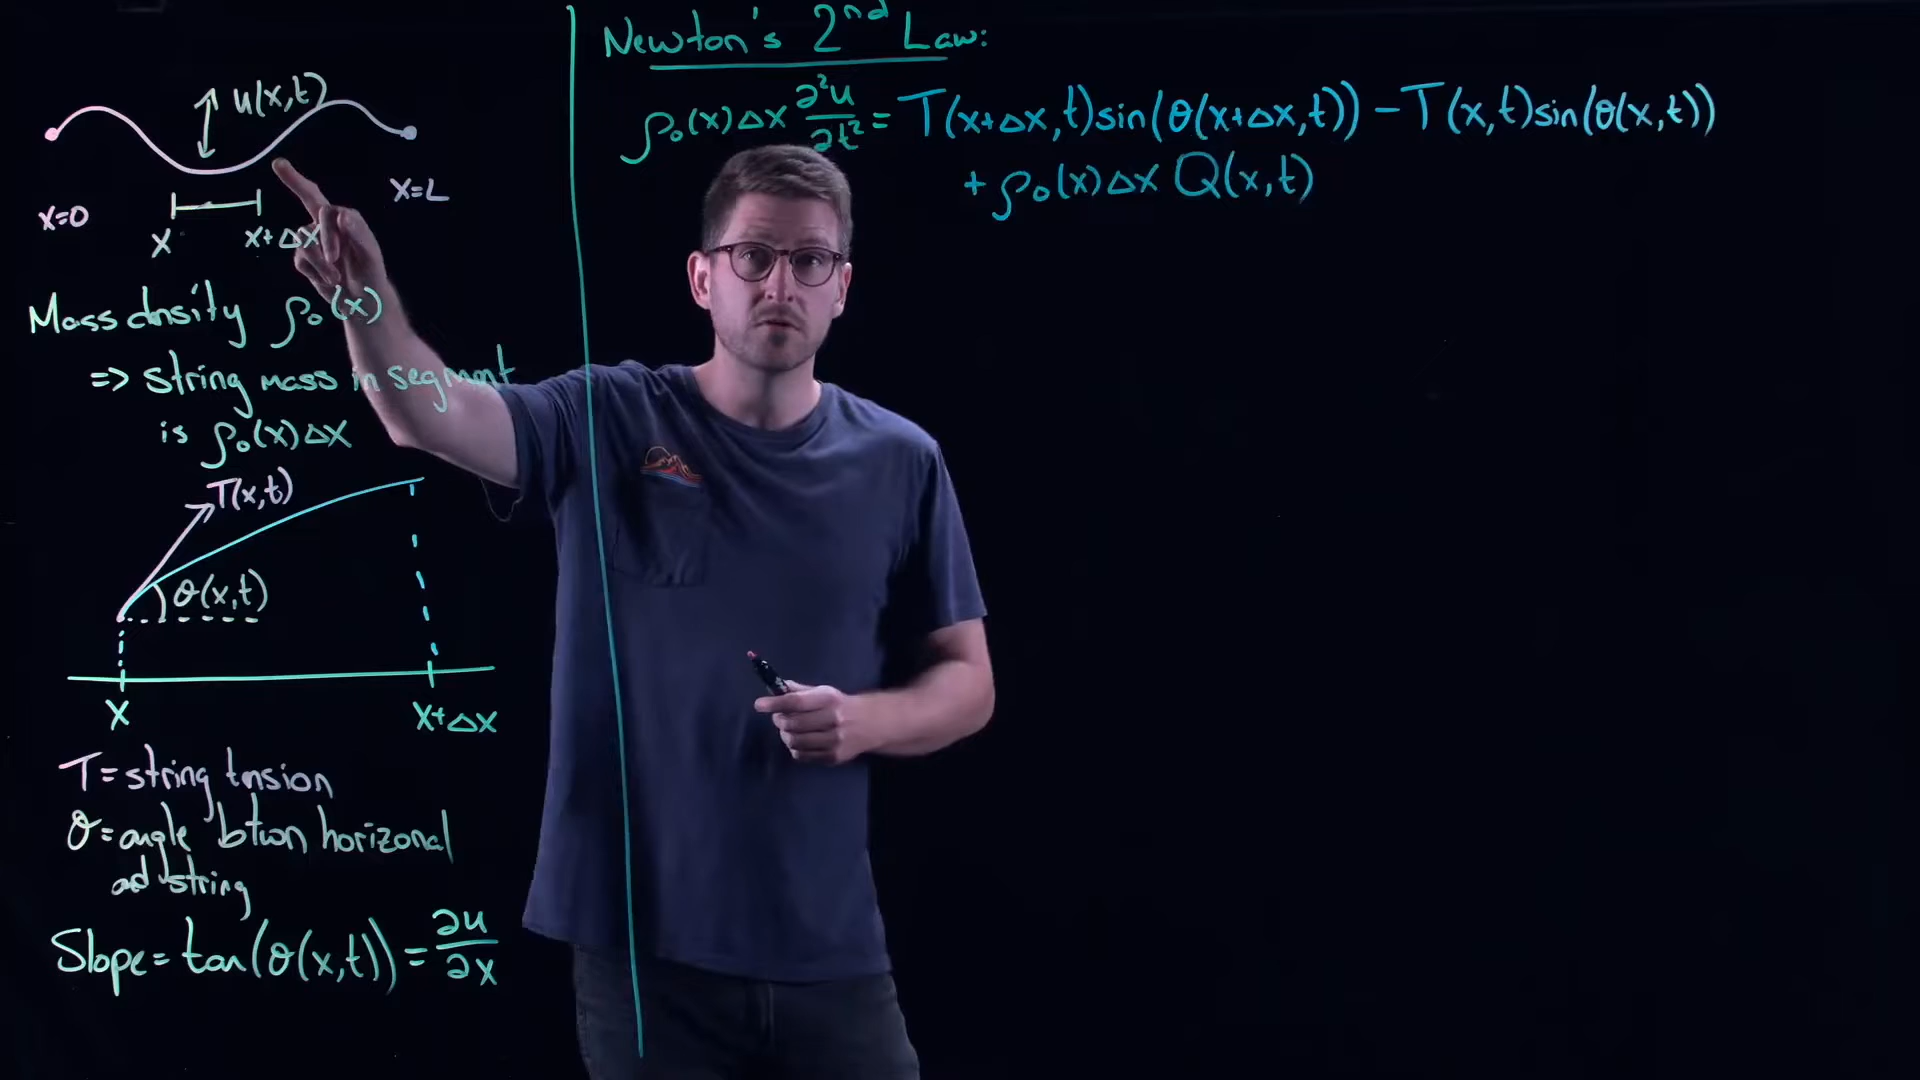 u(x,t)
x=0
x=L
x
x+Δx
Mass density ρ₀(x)
=> string mass in segment
is ρ₀(x)Δx
T(x,t)
θ(x,t)
x
x+Δx
T=string tension
θ=angle btwn horizonal
and string
Slope=tan(θ(x,t))=∂u/∂x
Newton's 2nd Law:
ρ₀(x)Δx ∂²u/∂t² = T(x+Δx,t)sin(θ(x+Δx,t)) - T(x,t)sin(θ(x,t))
+ ρ₀(x)Δx Q(x,t)